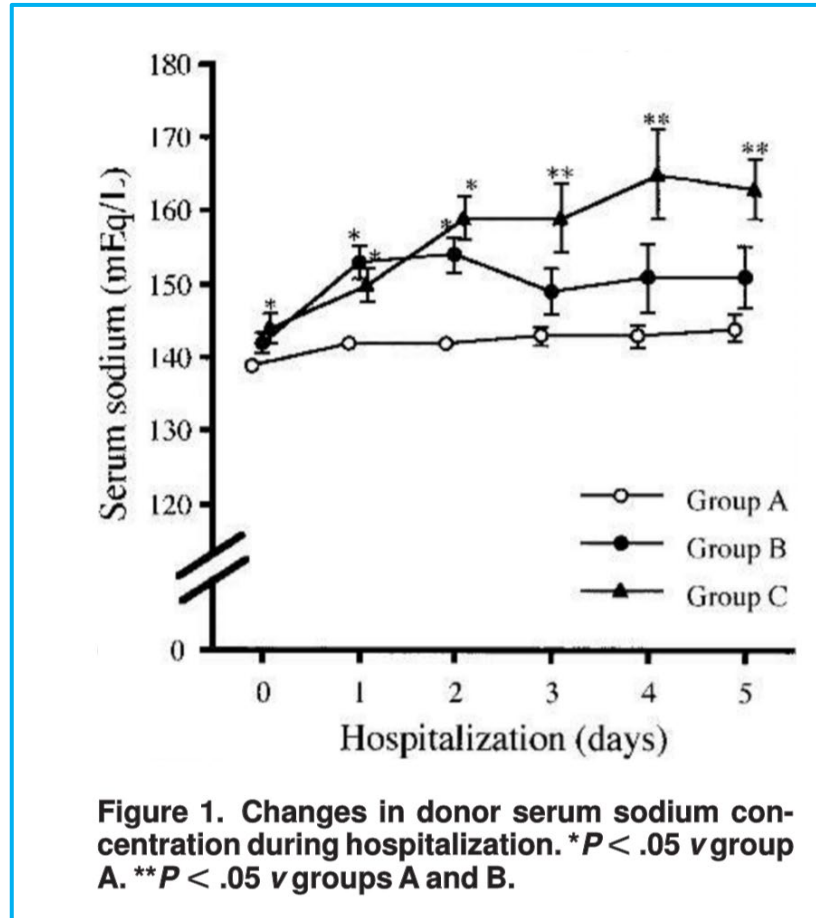 180
170
160
150
140
130
120
0
Serum sodium (mEq/L)
*
*
*
*
*
**
**
**
Group A
Group B
Group C
0 1 2 3 4 5
Hospitalization (days)
Figure 1. Changes in donor serum sodium con-
centration during hospitalization. *P < .05 v group
A. **P < .05 v groups A and B.